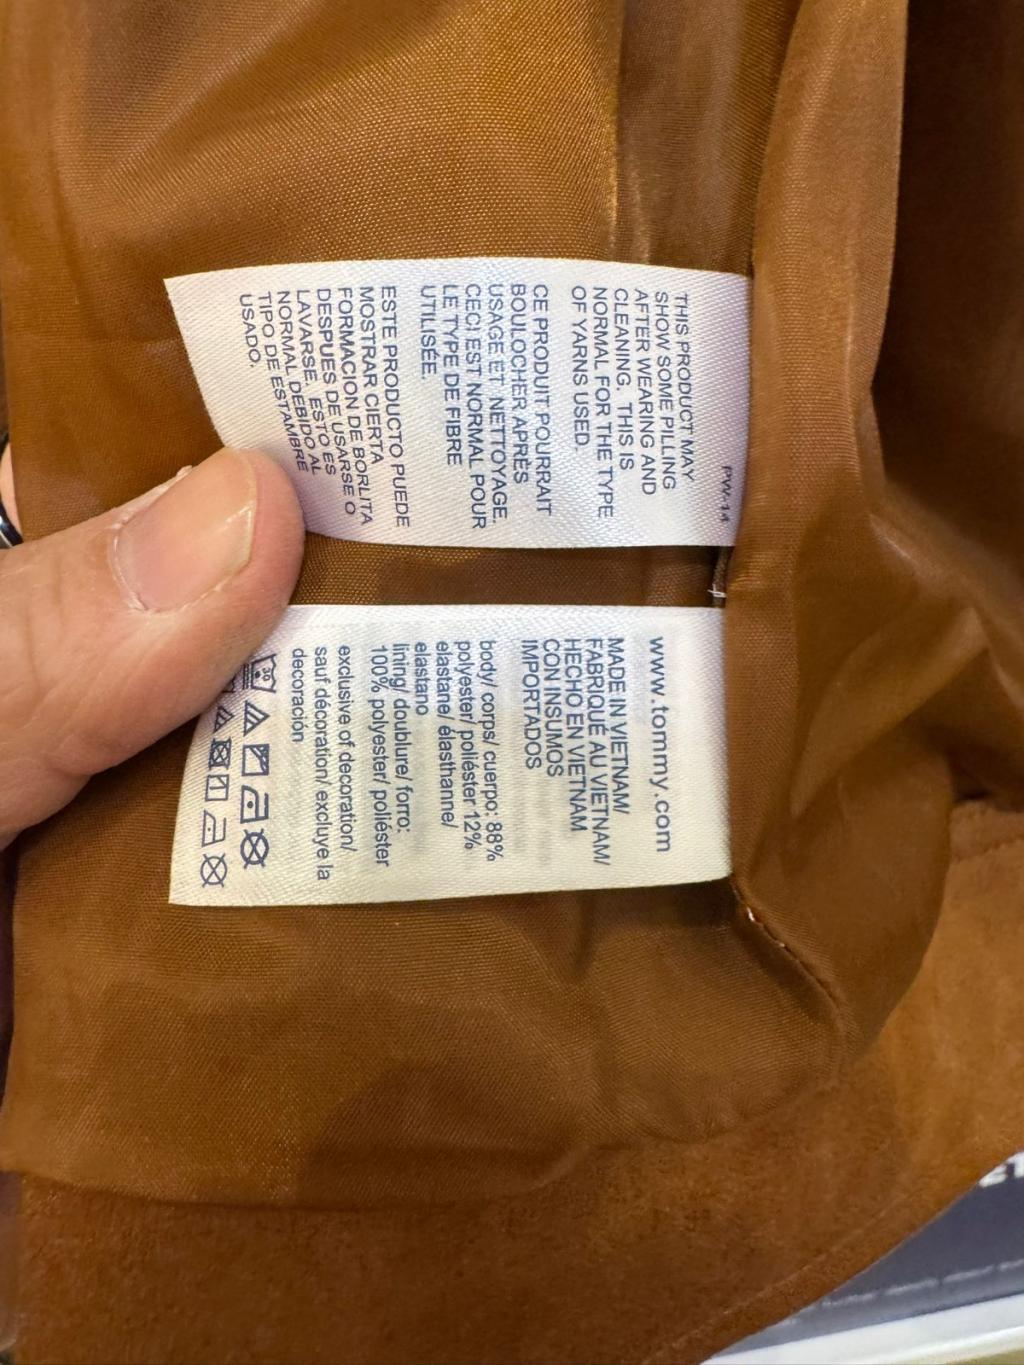 PW-14
THIS PRODUCT MAY
SHOW SOME PILLING
AFTER WEARING AND
CLEANING. THIS IS
NORMAL FOR THE TYPE
OF YARNS USED.
CE PRODUIT POURRAIT
BOULOCHER APRÈS
USAGE ET NETTOYAGE.
CECI EST NORMAL POUR
LE TYPE DE FIBRE
UTILISÉE.
ESTE PRODUCTO PUEDE
MOSTRAR CIERTA
FORMACION DE BORLITA
DESPUES DE USARSE O
LAVARSE. ESTO ES
NORMAL DEBIDO AL
TIPO DE ESTAMBRE
USADO.
www.tommy.com
MADE IN VIETNAM/
FABRIQUÉ AU VIETNAM/
HECHO EN VIETNAM
CON INSUMOS
IMPORTADOS
body/ corps/ cuerpo: 88%
polyester/ poliéster 12%
elastane/ élasthanne/
elastano
lining/ doublure/ forro:
100% polyester/ poliéster
exclusive of decoration/
sauf décoration/ excluye la
decoración
30